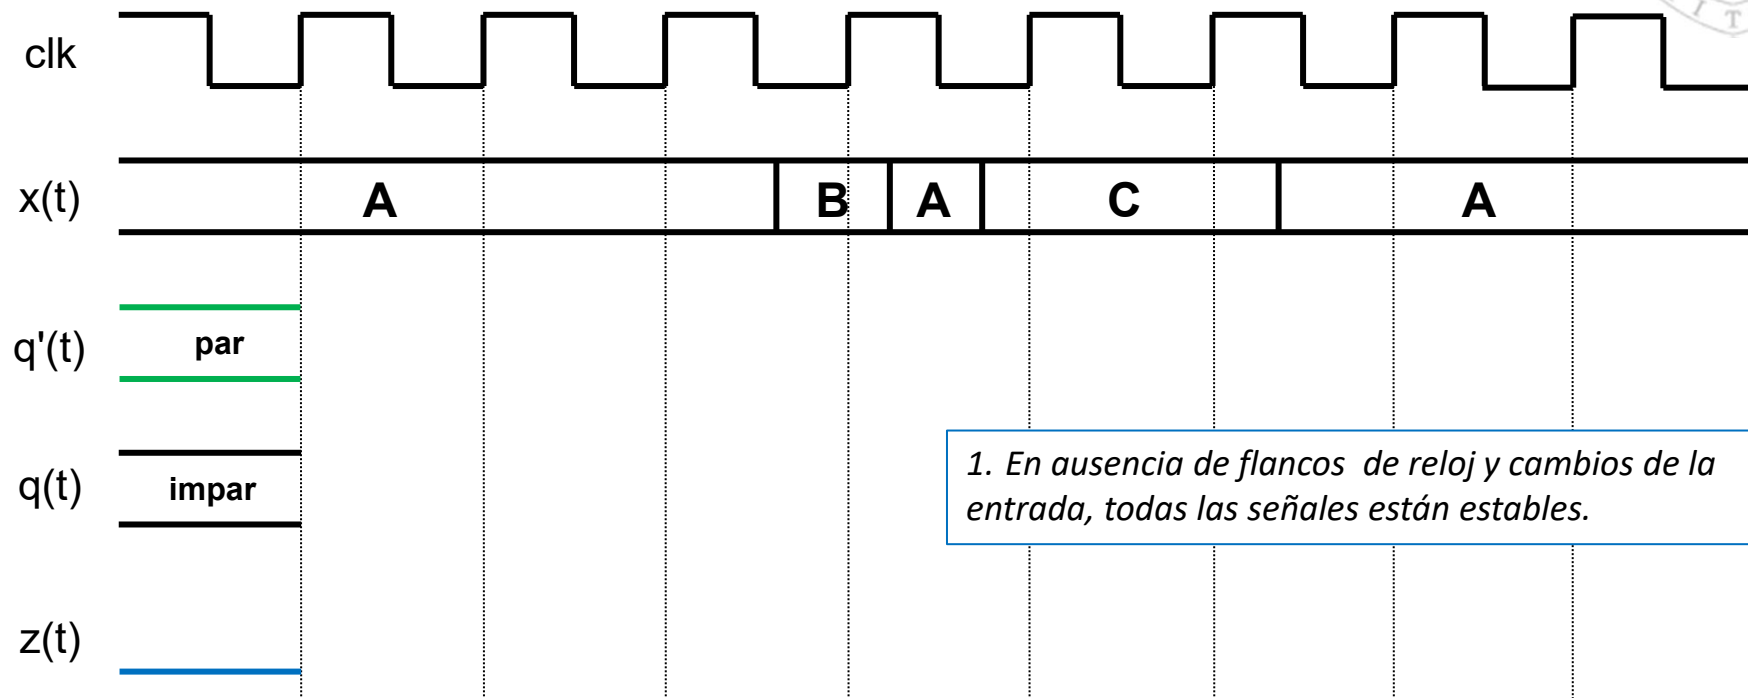 clk
x(t)
A
B
A
C
A
q'(t)
par
q(t)
impar
1. En ausencia de flancos de reloj y cambios de la
entrada, todas las señales están estables.
z(t)